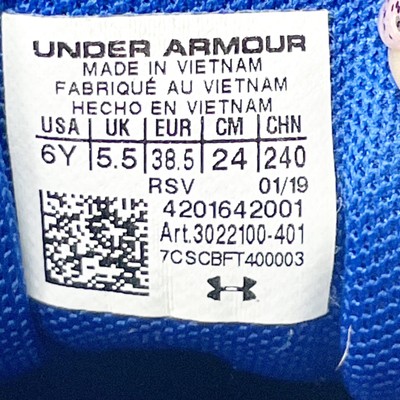 UNDER ARMOUR
MADE IN VIETNAM
FABRIQUÉ AU VIETNAM
HECHO EN VIETNAM
USA UK EUR CM CHN
6Y 5.5 38.5 24 240
RSV 01/19
4201642001
Art.3022100-401
7CSCBFT400003